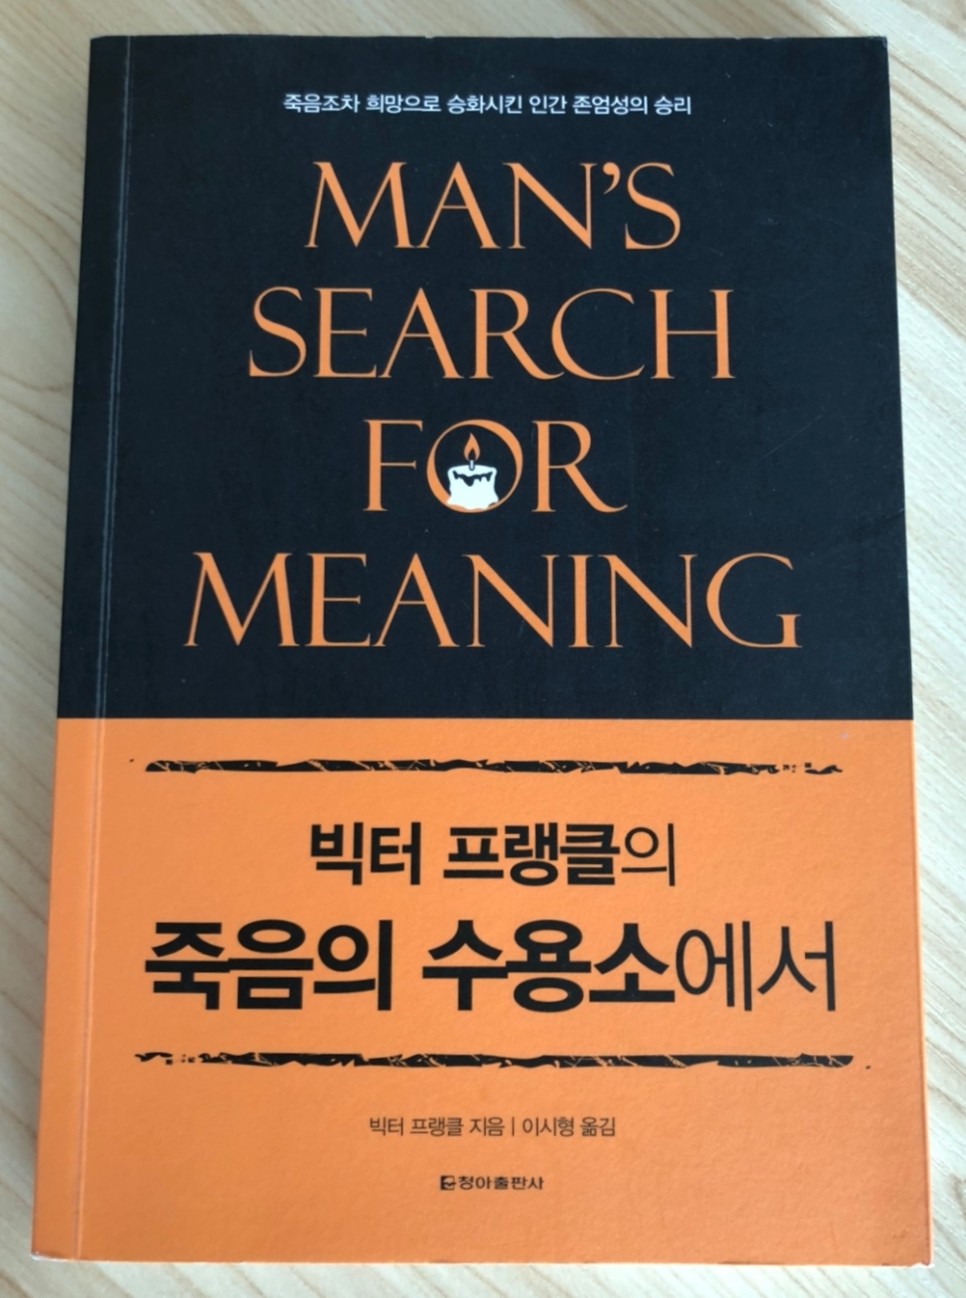 죽음조차 희망으로 승화시킨 인간 존엄성의 승리
MAN'S
SEARCH
FOR
MEANING
빅터 프랭클의
죽음의 수용소에서
빅터 프랭클 지음 | 이시형 옮김
청아출판사